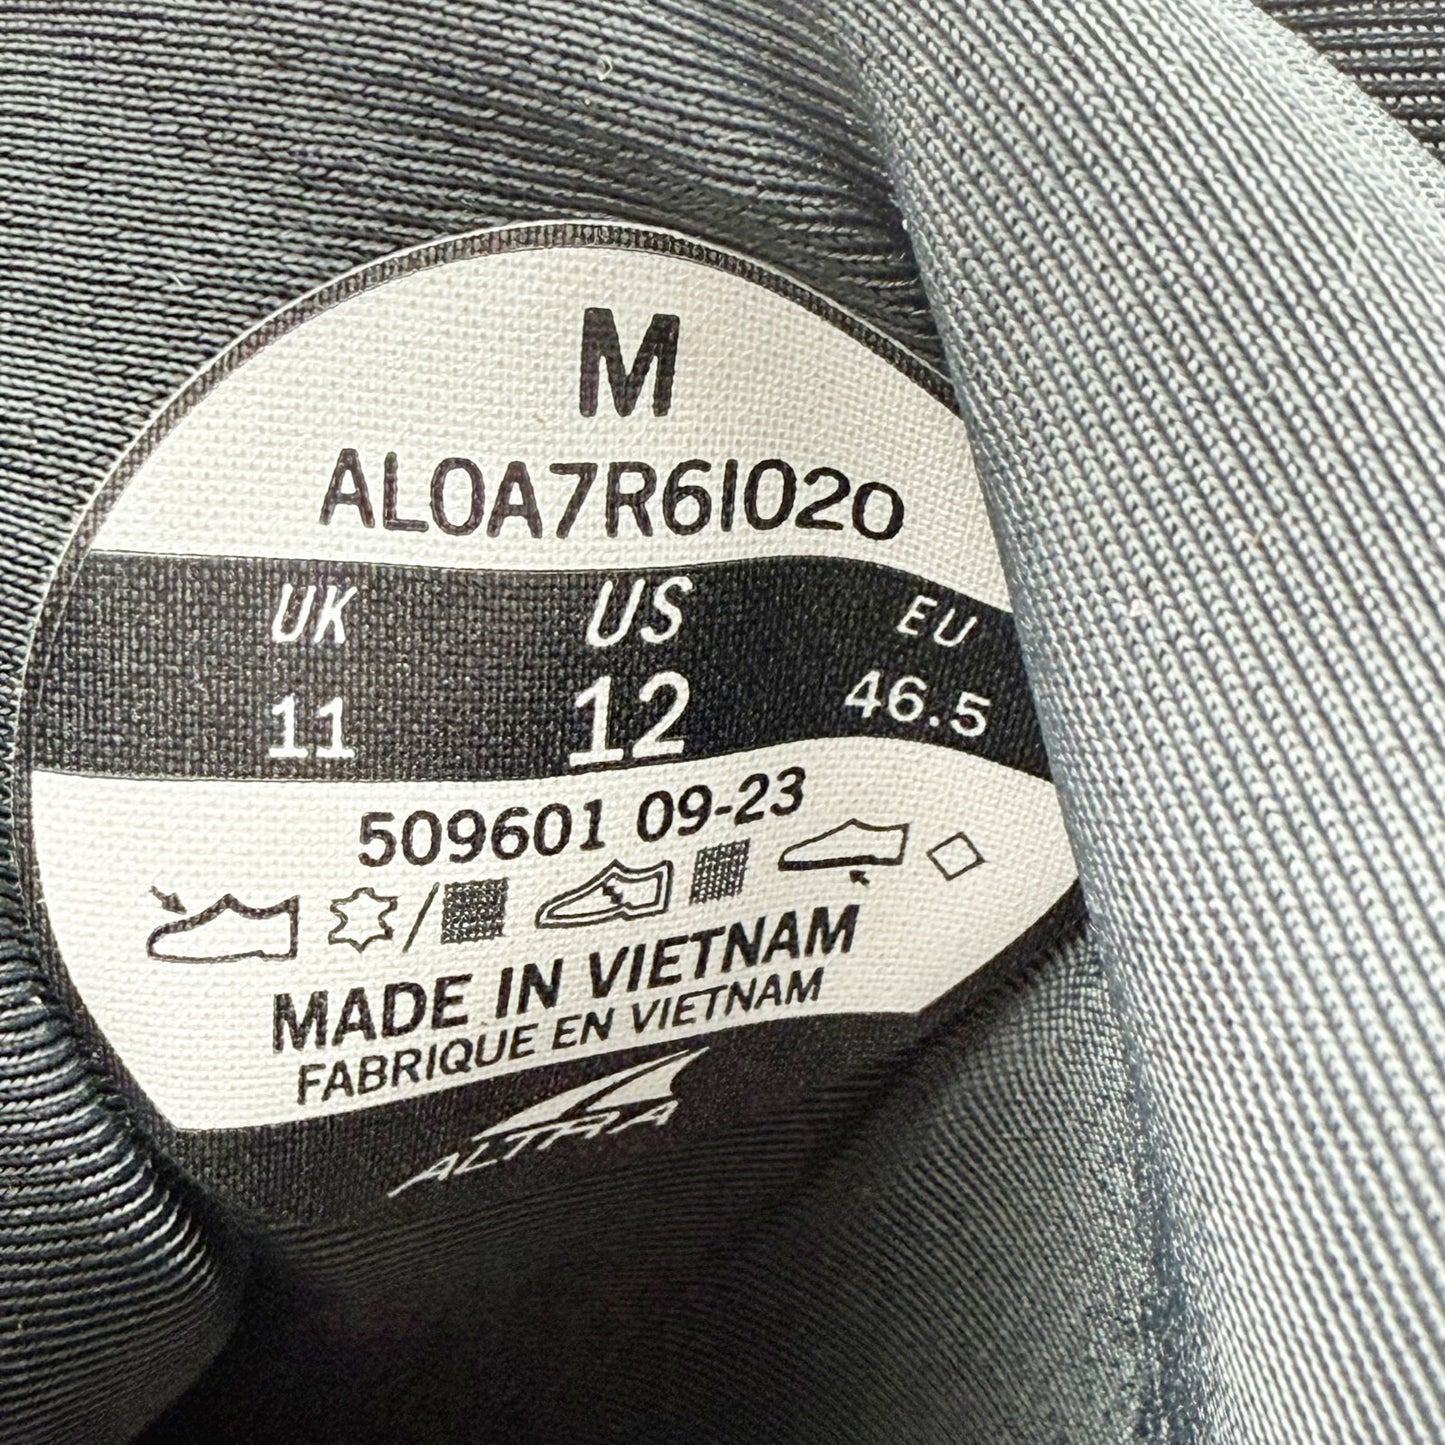 M
AL0A7R6I020
UK US EU
11 12 46.5
509601 09-23
MADE IN VIETNAM
FABRIQUE EN VIETNAM
ALTRA